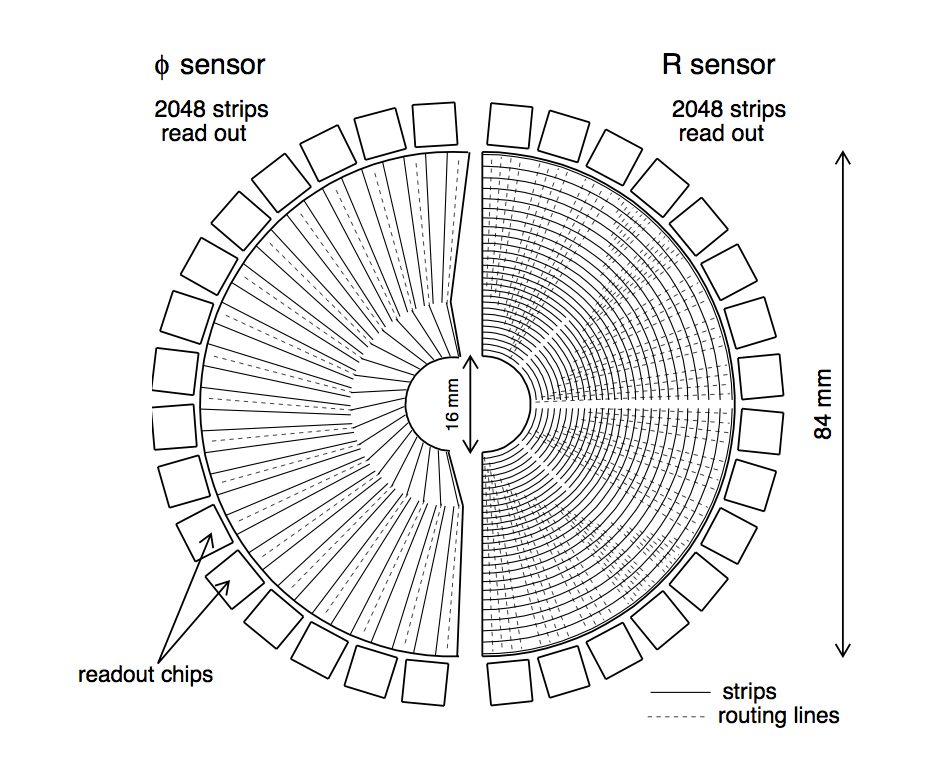 ϕ sensor
2048 strips
read out
R sensor
2048 strips
read out
16 mm
84 mm
readout chips
strips
routing lines